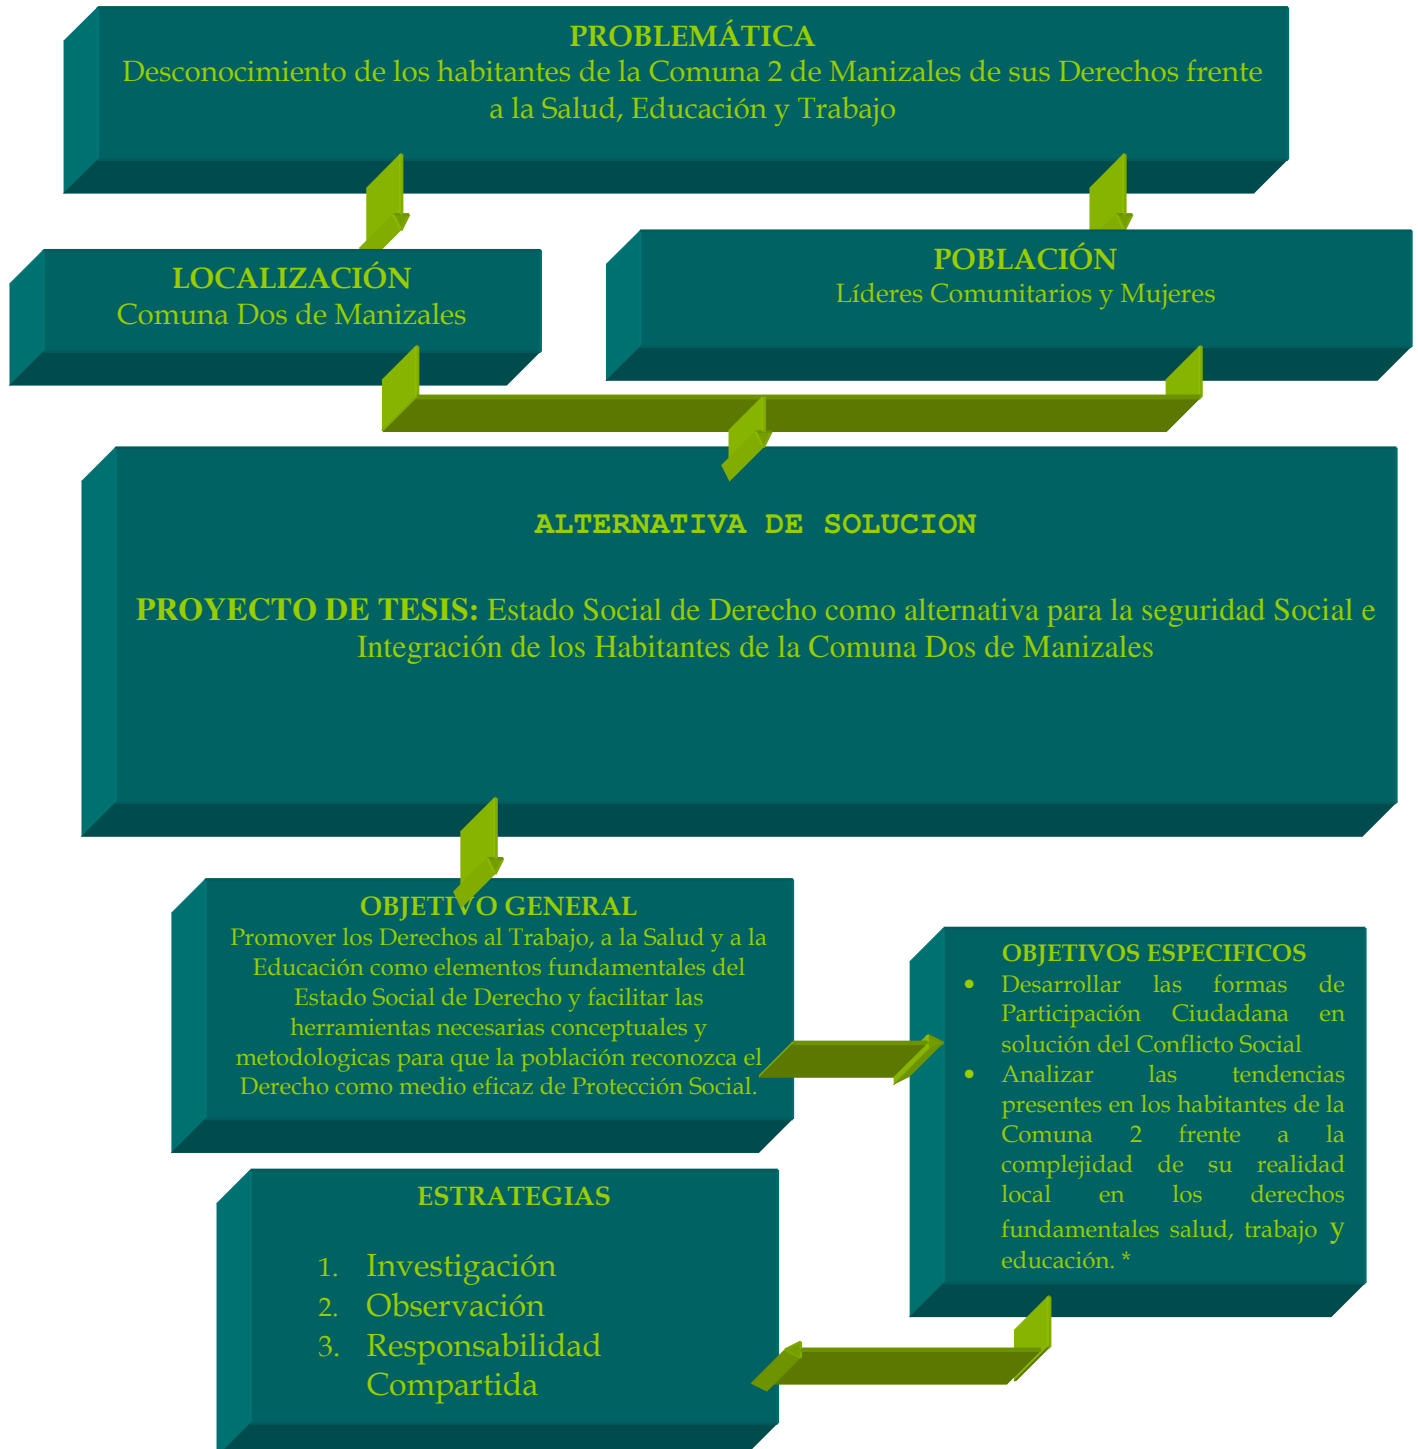 PROBLEMÁTICA
Desconocimiento de los habitantes de la Comuna 2 de Manizales de sus Derechos frente
a la Salud, Educación y Trabajo
LOCALIZACIÓN
Comuna Dos de Manizales
POBLACIÓN
Líderes Comunitarios y Mujeres
ALTERNATIVA DE SOLUCION
PROYECTO DE TESIS: Estado Social de Derecho como alternativa para la seguridad Social e
Integración de los Habitantes de la Comuna Dos de Manizales
OBJETIVO GENERAL
Promover los Derechos al Trabajo, a la Salud y a la
Educación como elementos fundamentales del
Estado Social de Derecho y facilitar las
herramientas necesarias conceptuales y
metodologicas para que la población reconozca el
Derecho como medio eficaz de Protección Social.
OBJETIVOS ESPECIFICOS
• Desarrollar las formas de
Participación Ciudadana en
solución del Conflicto Social
• Analizar las tendencias
presentes en los habitantes de la
Comuna 2 frente a la
complejidad de su realidad
local en los derechos
fundamentales salud, trabajo y
educación. *
ESTRATEGIAS
1. Investigación
2. Observación
3. Responsabilidad
Compartida